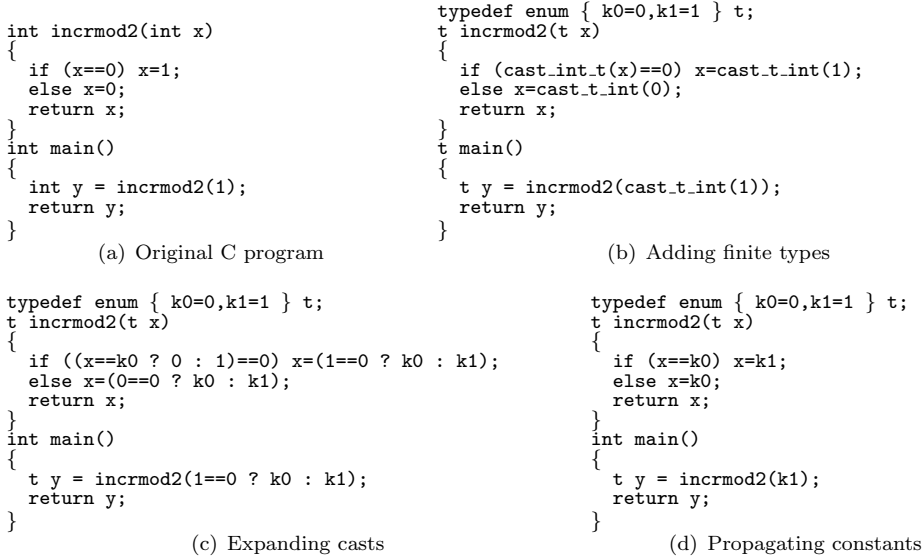 int incrmod2(int x)
{
  if (x==0) x=1;
  else x=0;
  return x;
}
int main()
{
  int y = incrmod2(1);
  return y;
}
(a) Original C program
typedef enum { k0=0,k1=1 } t;
t incrmod2(t x)
{
  if (cast_int_t(x)==0) x=cast_t_int(1);
  else x=cast_t_int(0);
  return x;
}
t main()
{
  t y = incrmod2(cast_t_int(1));
  return y;
}
(b) Adding finite types
typedef enum { k0=0,k1=1 } t;
t incrmod2(t x)
{
  if ((x==k0 ? 0 : 1)==0) x=(1==0 ? k0 : k1);
  else x=(0==0 ? k0 : k1);
  return x;
}
int main()
{
  t y = incrmod2(1==0 ? k0 : k1);
  return y;
}
(c) Expanding casts
typedef enum { k0=0,k1=1 } t;
t incrmod2(t x)
{
  if (x==k0) x=k1;
  else x=k0;
  return x;
}
int main()
{
  t y = incrmod2(k1);
  return y;
}
(d) Propagating constants